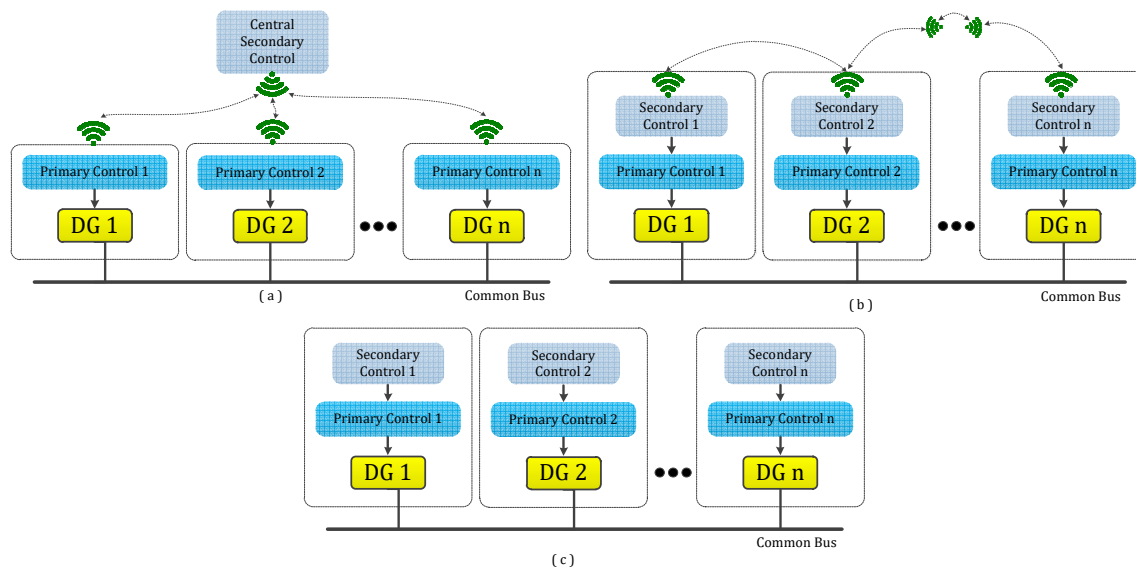 Central
Secondary
Control
Primary Control 1
Primary Control 2
Primary Control n
DG 1
DG 2
DG n
Common Bus
( a )
Secondary
Control 1
Secondary
Control 2
Secondary
Control n
Primary Control 1
Primary Control 2
Primary Control n
DG 1
DG 2
DG n
Common Bus
( b )
Secondary
Control 1
Secondary
Control 2
Secondary
Control n
Primary Control 1
Primary Control 2
Primary Control n
DG 1
DG 2
DG n
Common Bus
( c )